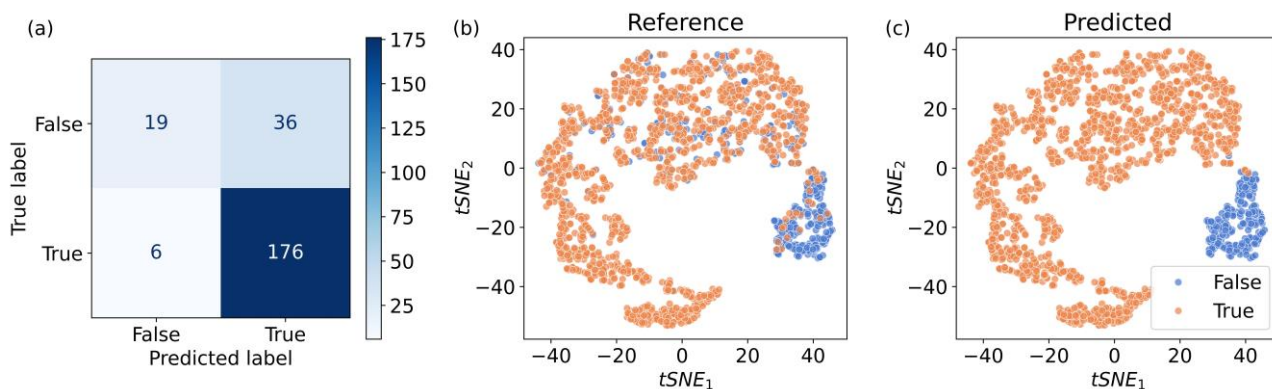 (a)
True label
False
True
19
36
6
176
False
True
Predicted label
175
150
125
100
75
50
25
(b)
Reference
tSNE₂
40
20
0
−20
−40
−40
−20
0
20
40
tSNE₁
(c)
Predicted
tSNE₂
40
20
0
−20
−40
−40
−20
0
20
40
tSNE₁
False
True